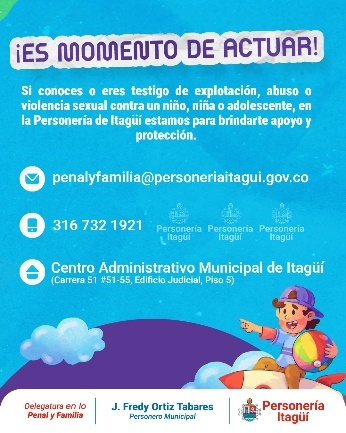 ¡ES MOMENTO DE ACTUAR!
Si conoces o eres testigo de explotación, abuso o
violencia sexual contra un niño, niña o adolescente, en
la Personería de Itagüí estamos para brindarte apoyo y
protección.
penalyfamilia@personeriaitagui.gov.co
316 732 1921
Personería Personería Personería
Itagüí Itagüí Itagüí
Centro Administrativo Municipal de Itagüí
(Carrera 51 #51-55, Edificio Judicial, Piso 5)
Delegatura en lo
Penal y Familia
J. Fredy Ortiz Tabares
Personero Municipal
Personería
Itagüí